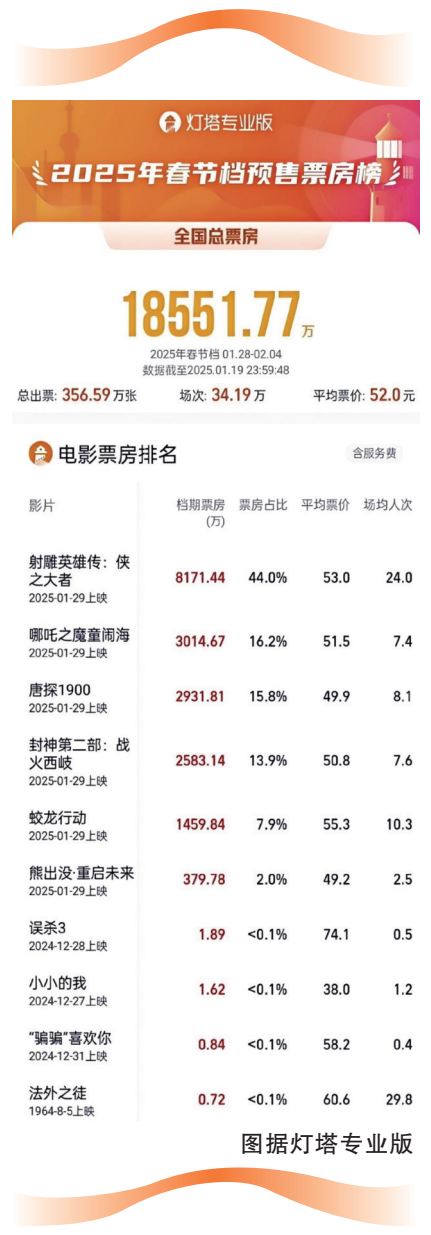 灯塔专业版
2025年春节档预售票房榜
全国总票房
18551.77万
2025年春节档 01.28-02.04
数据截至2025.01.19 23:59:48
总出票: 356.59万张 场次: 34.19万 平均票价: 52.0元
电影票房排名 含服务费
影片 档期票房 票房占比 平均票价 场均人次
(万)
射雕英雄传：侠
之大者 8171.44 44.0% 53.0 24.0
2025-01-29上映
哪吒之魔童闹海 3014.67 16.2% 51.5 7.4
2025-01-29上映
唐探1900 2931.81 15.8% 49.9 8.1
2025-01-29上映
封神第二部：战
火西岐 2583.14 13.9% 50.8 7.6
2025-01-29上映
蛟龙行动 1459.84 7.9% 55.3 10.3
2025-01-29上映
熊出没·重启未来 379.78 2.0% 49.2 2.5
2025-01-29上映
误杀3 1.89 <0.1% 74.1 0.5
2024-12-28上映
小小的我 1.62 <0.1% 38.0 1.2
2024-12-27上映
“骗骗”喜欢你 0.84 <0.1% 58.2 0.4
2024-12-31上映
法外之徒 0.72 <0.1% 60.6 29.8
1964-8-5上映
图据灯塔专业版